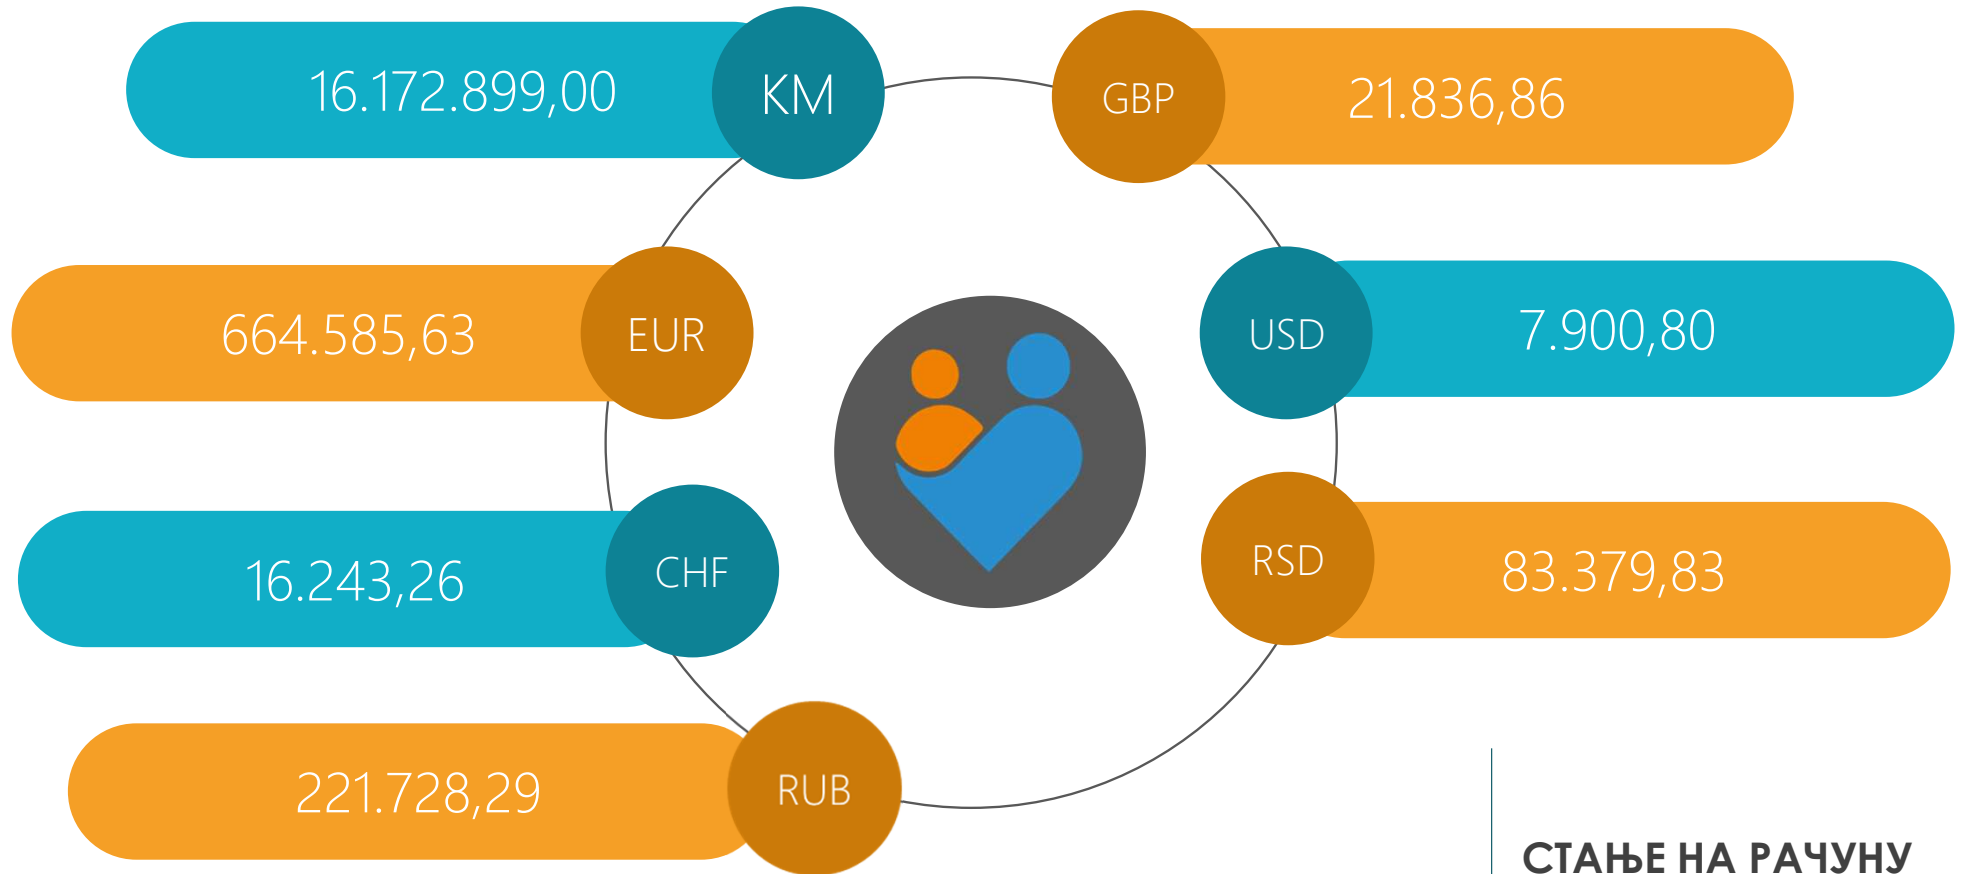 16.172.899,00 KM
GBP 21.836,86
664.585,63 EUR
USD 7.900,80
16.243,26 CHF
RSD 83.379,83
221.728,29 RUB
СТАЊЕ НА РАЧУНУ